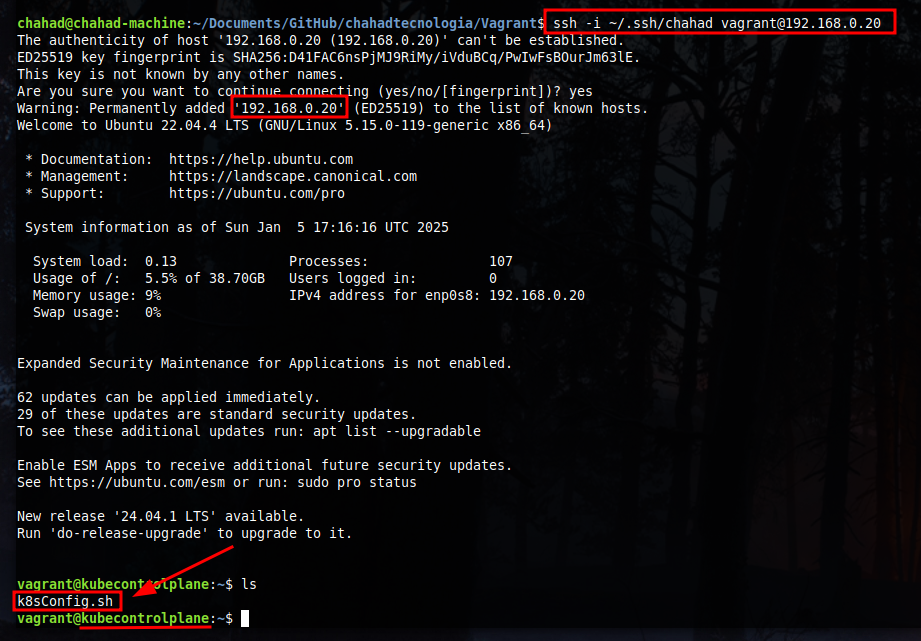 chahad@chahad-machine:~/Documents/GitHub/chahadtecnologia/Vagrant$ ssh -i ~/.ssh/chahad vagrant@192.168.0.20
The authenticity of host '192.168.0.20 (192.168.0.20)' can't be established.
ED25519 key fingerprint is SHA256:D41FAC6nsPjMJ9RiMy/iVduBCq/PwIwFsBOurJm63lE.
This key is not known by any other names.
Are you sure you want to continue connecting (yes/no/[fingerprint])? yes
Warning: Permanently added '192.168.0.20' (ED25519) to the list of known hosts.
Welcome to Ubuntu 22.04.4 LTS (GNU/Linux 5.15.0-119-generic x86_64)
* Documentation:  https://help.ubuntu.com
* Management:     https://landscape.canonical.com
* Support:        https://ubuntu.com/pro
System information as of Sun Jan  5 17:16:16 UTC 2025
System load:  0.13               Processes:               107
Usage of /:   5.5% of 38.70GB   Users logged in:         0
Memory usage: 9%                IPv4 address for enp0s8: 192.168.0.20
Swap usage:   0%
Expanded Security Maintenance for Applications is not enabled.
62 updates can be applied immediately.
29 of these updates are standard security updates.
To see these additional updates run: apt list --upgradable
Enable ESM Apps to receive additional future security updates.
See https://ubuntu.com/esm or run: sudo pro status
New release '24.04.1 LTS' available.
Run 'do-release-upgrade' to upgrade to it.
vagrant@kubecontrolplane:~$ ls
k8sConfig.sh
vagrant@kubecontrolplane:~$